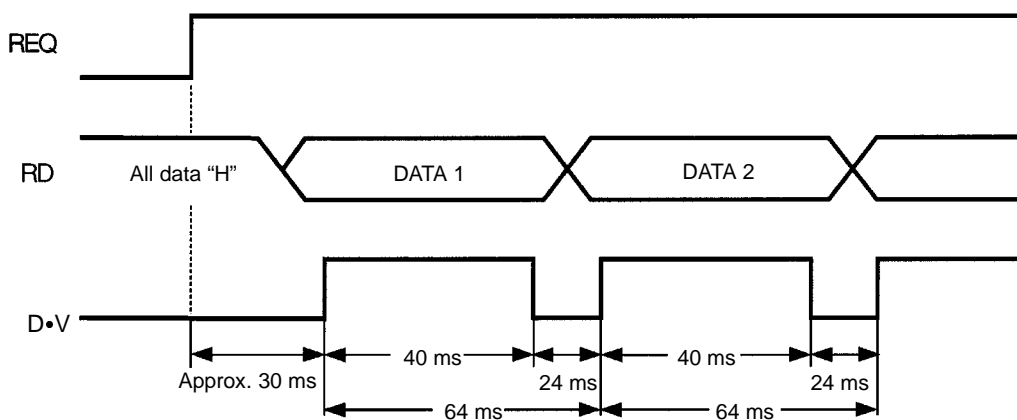 REQ
RD
All data “H”
DATA 1
DATA 2
D•V
40 ms
40 ms
Approx. 30 ms
24 ms
24 ms
64 ms
64 ms